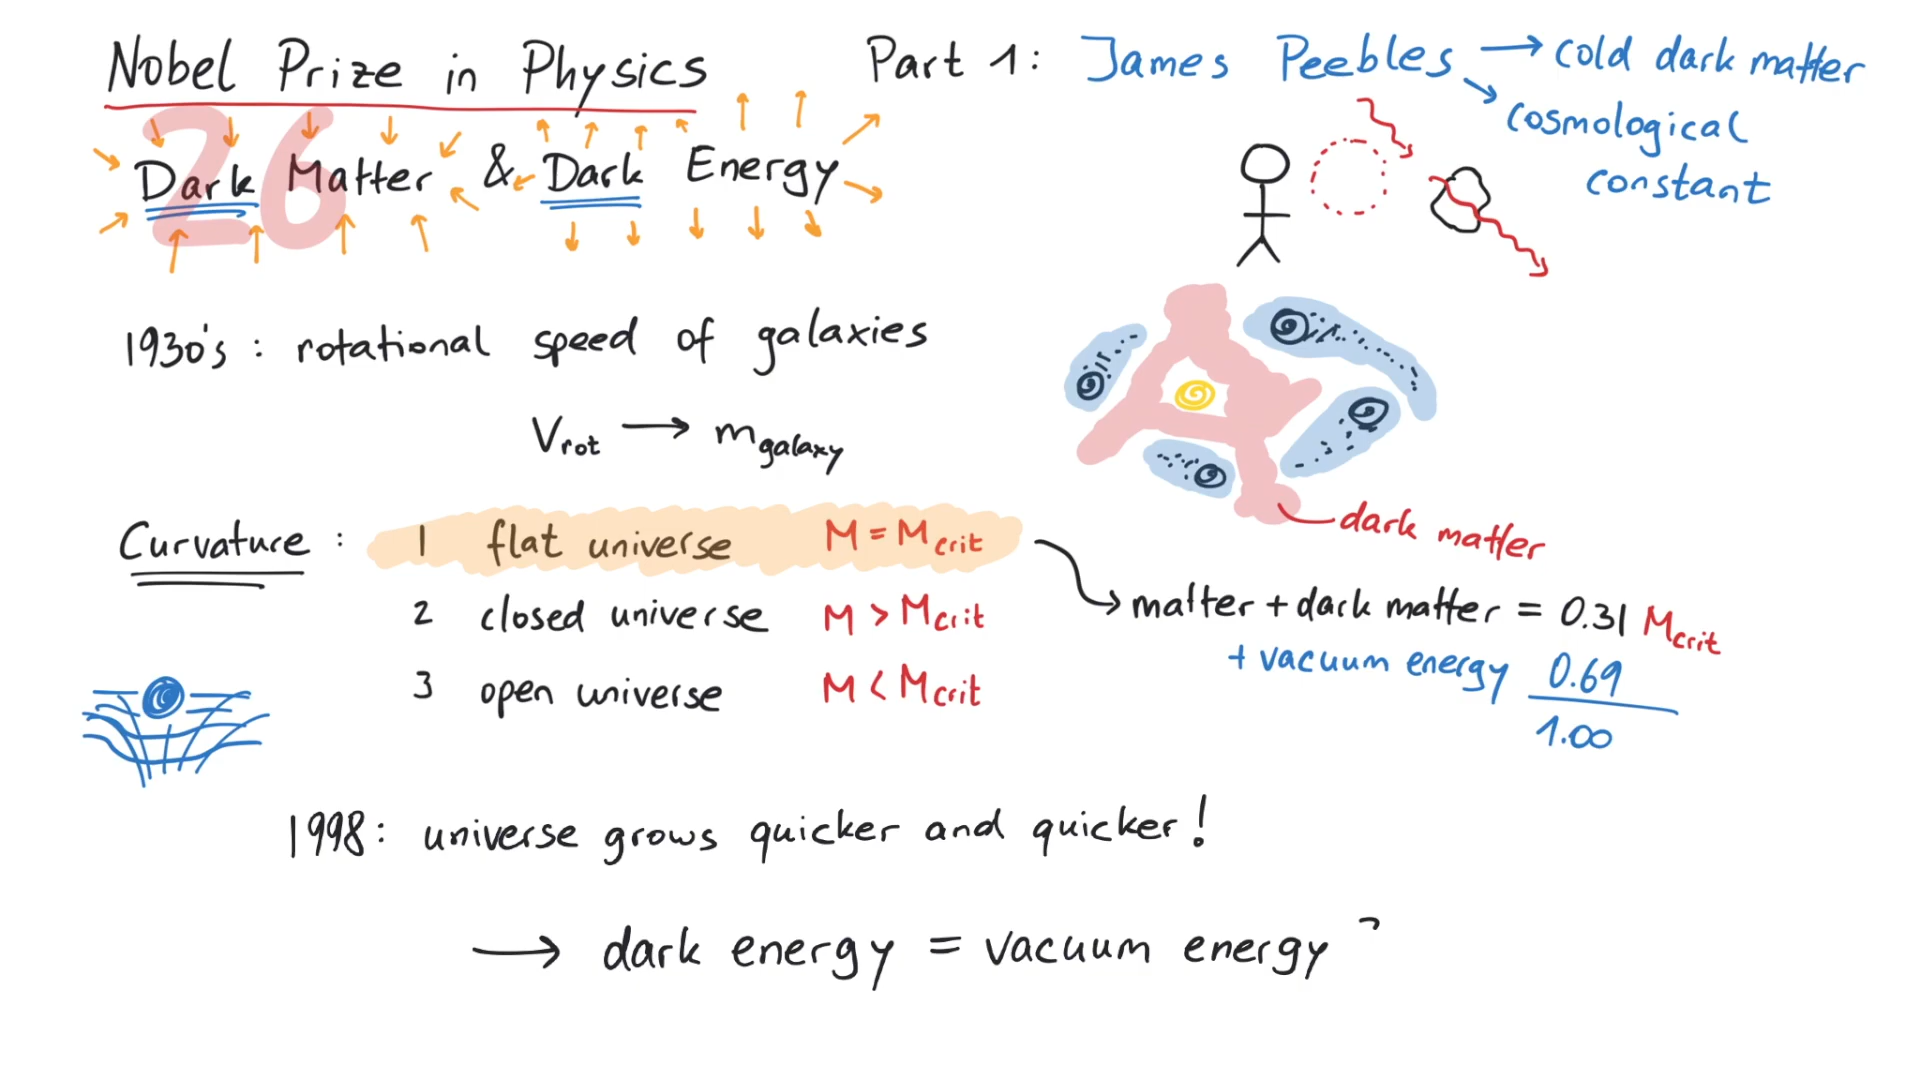 Nobel Prize in Physics
26
Dark Matter & Dark Energy
Part 1: James Peebles → cold dark matter
↘ cosmological
constant
1930's: rotational speed of galaxies
Vrot → mgalaxy
dark matter
Curvature:
1 flat universe M = Mcrit
2 closed universe M > Mcrit
3 open universe M < Mcrit
matter + dark matter = 0.31 Mcrit
+ vacuum energy 0.69
1.00
1998: universe grows quicker and quicker!
→ dark energy = vacuum energy